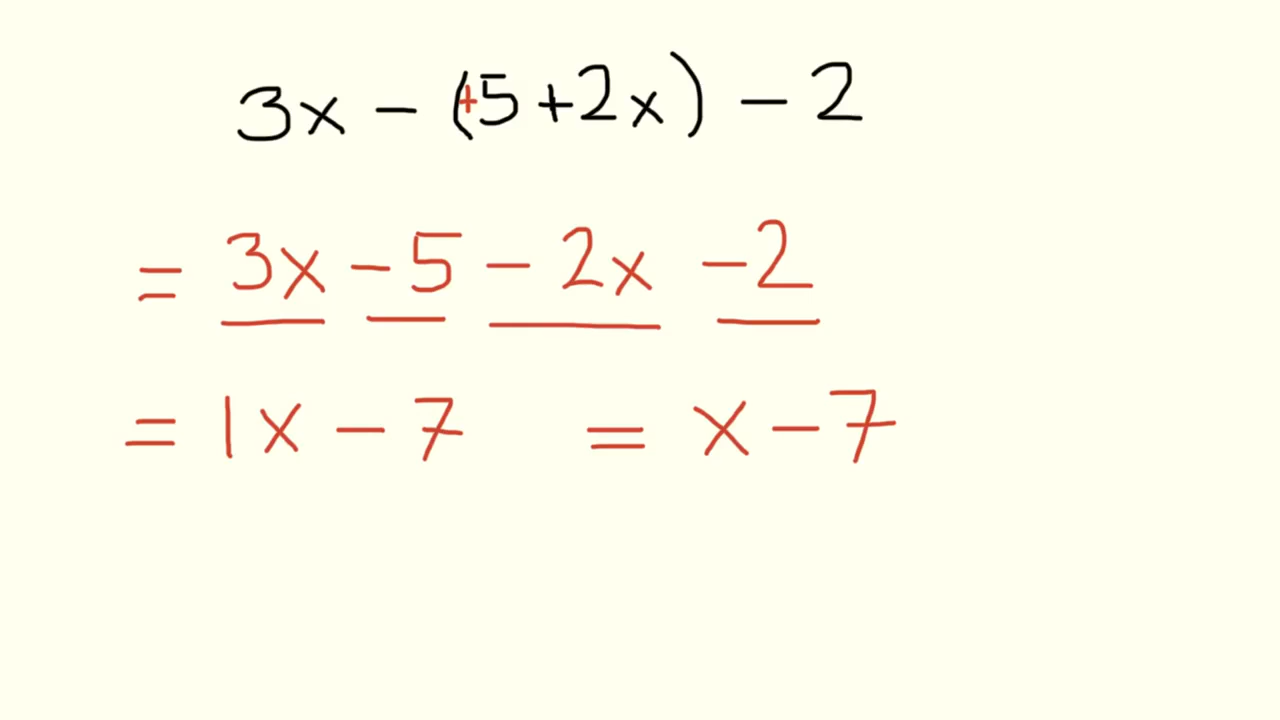 3x - (+5 + 2x) - 2
= 3x - 5 - 2x - 2
= 1x - 7 = x - 7